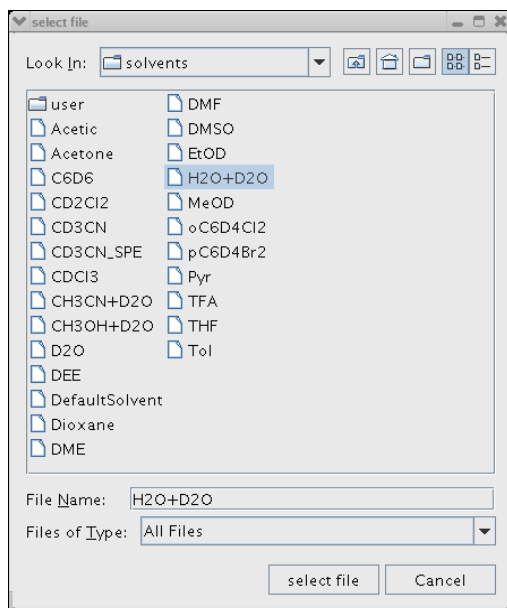 select file
Look In: solvents
user
Acetic
Acetone
C6D6
CD2Cl2
CD3CN
CD3CN_SPE
CDCl3
CH3CN+D2O
CH3OH+D2O
D2O
DEE
DefaultSolvent
Dioxane
DME
DMF
DMSO
EtOD
H2O+D2O
MeOD
oC6D4Cl2
pC6D4Br2
Pyr
TFA
THF
Tol
File Name: H2O+D2O
Files of Type: All Files
select file Cancel